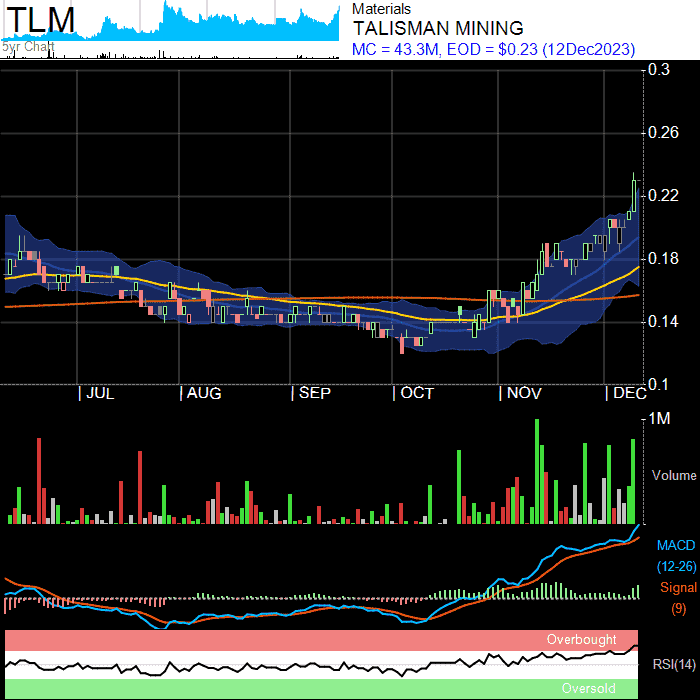 TLM
5yr Chart
Materials
TALISMAN MINING
MC = 43.3M, EOD = $0.23 (12Dec2023)
0.3
0.26
0.22
0.18
0.14
0.1
| JUL | AUG | SEP | OCT | NOV | DEC
1M
Volume
MACD
(12-26)
Signal
(9)
Overbought
RSI(14)
Oversold